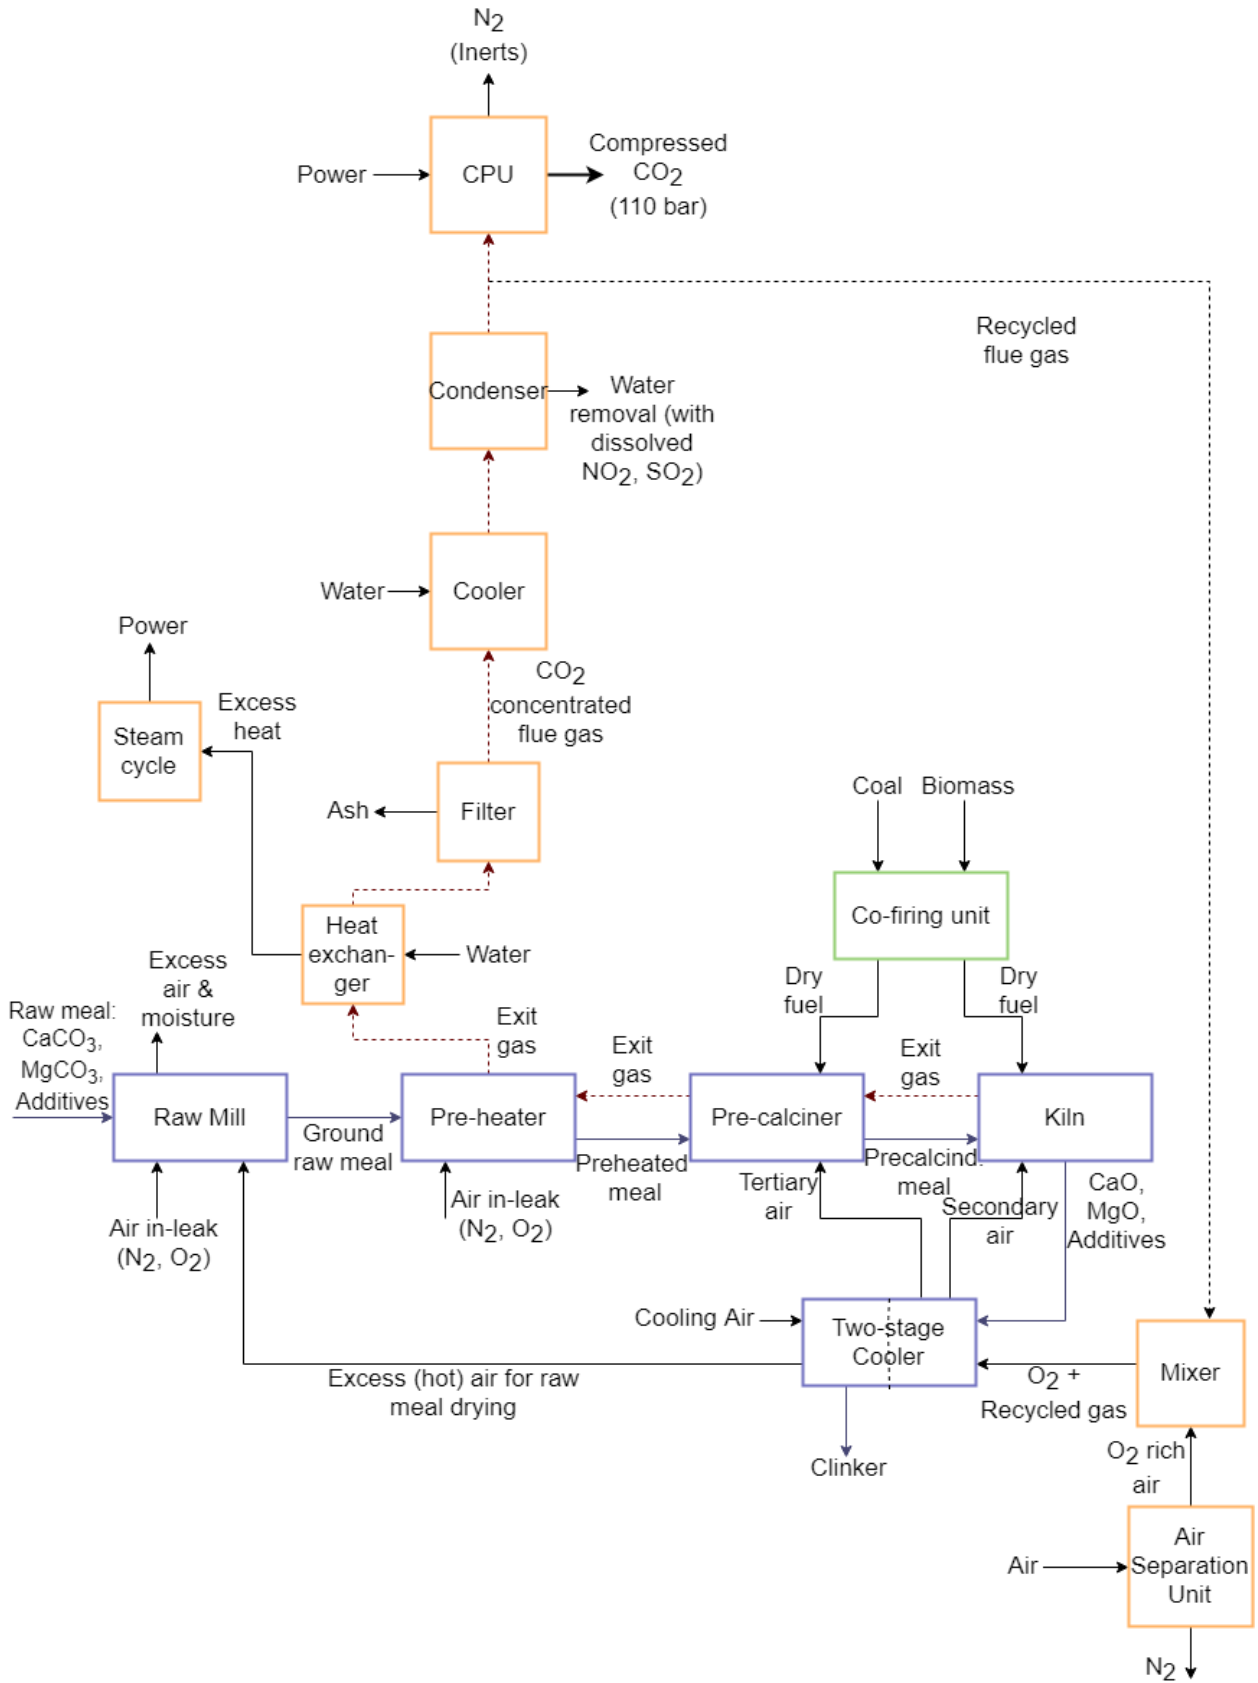 N2
(Inerts)
CPU
Power
Compressed
CO2
(110 bar)
Recycled
flue gas
Condenser
Water
removal (with
dissolved
NO2, SO2)
Water
Cooler
Power
CO2
concentrated
flue gas
Excess
heat
Steam
cycle
Ash
Filter
Coal
Biomass
Co-firing unit
Heat
exchan-
ger
Water
Excess
air &
moisture
Dry
fuel
Dry
fuel
Raw meal:
CaCO3,
MgCO3,
Additives
Exit
gas
Exit
gas
Exit
gas
Raw Mill
Pre-heater
Pre-calciner
Kiln
Ground
raw meal
Preheated
meal
Precalcind.
meal
Air in-leak
(N2, O2)
Air in-leak
(N2, O2)
Tertiary
air
Secondary
air
CaO,
MgO,
Additives
Cooling Air
Two-stage
Cooler
Mixer
Excess (hot) air for raw
meal drying
O2 +
Recycled gas
Clinker
O2 rich
air
Air
Air
Separation
Unit
N2